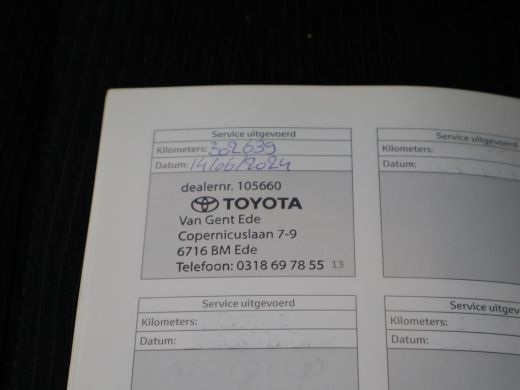 Service uitgevoerd
Kilometers: 302639
Datum: 14/06/2024
dealernr. 105660
TOYOTA
Van Gent Ede
Copernicuslaan 7-9
6716 BM Ede
Telefoon: 0318 69 78 55 13
Service uitgevoerd
Kilometers:
Datum:
Service uitgevoerd
Kilometers:
Datum:
Service
Kilometers:
Datum: